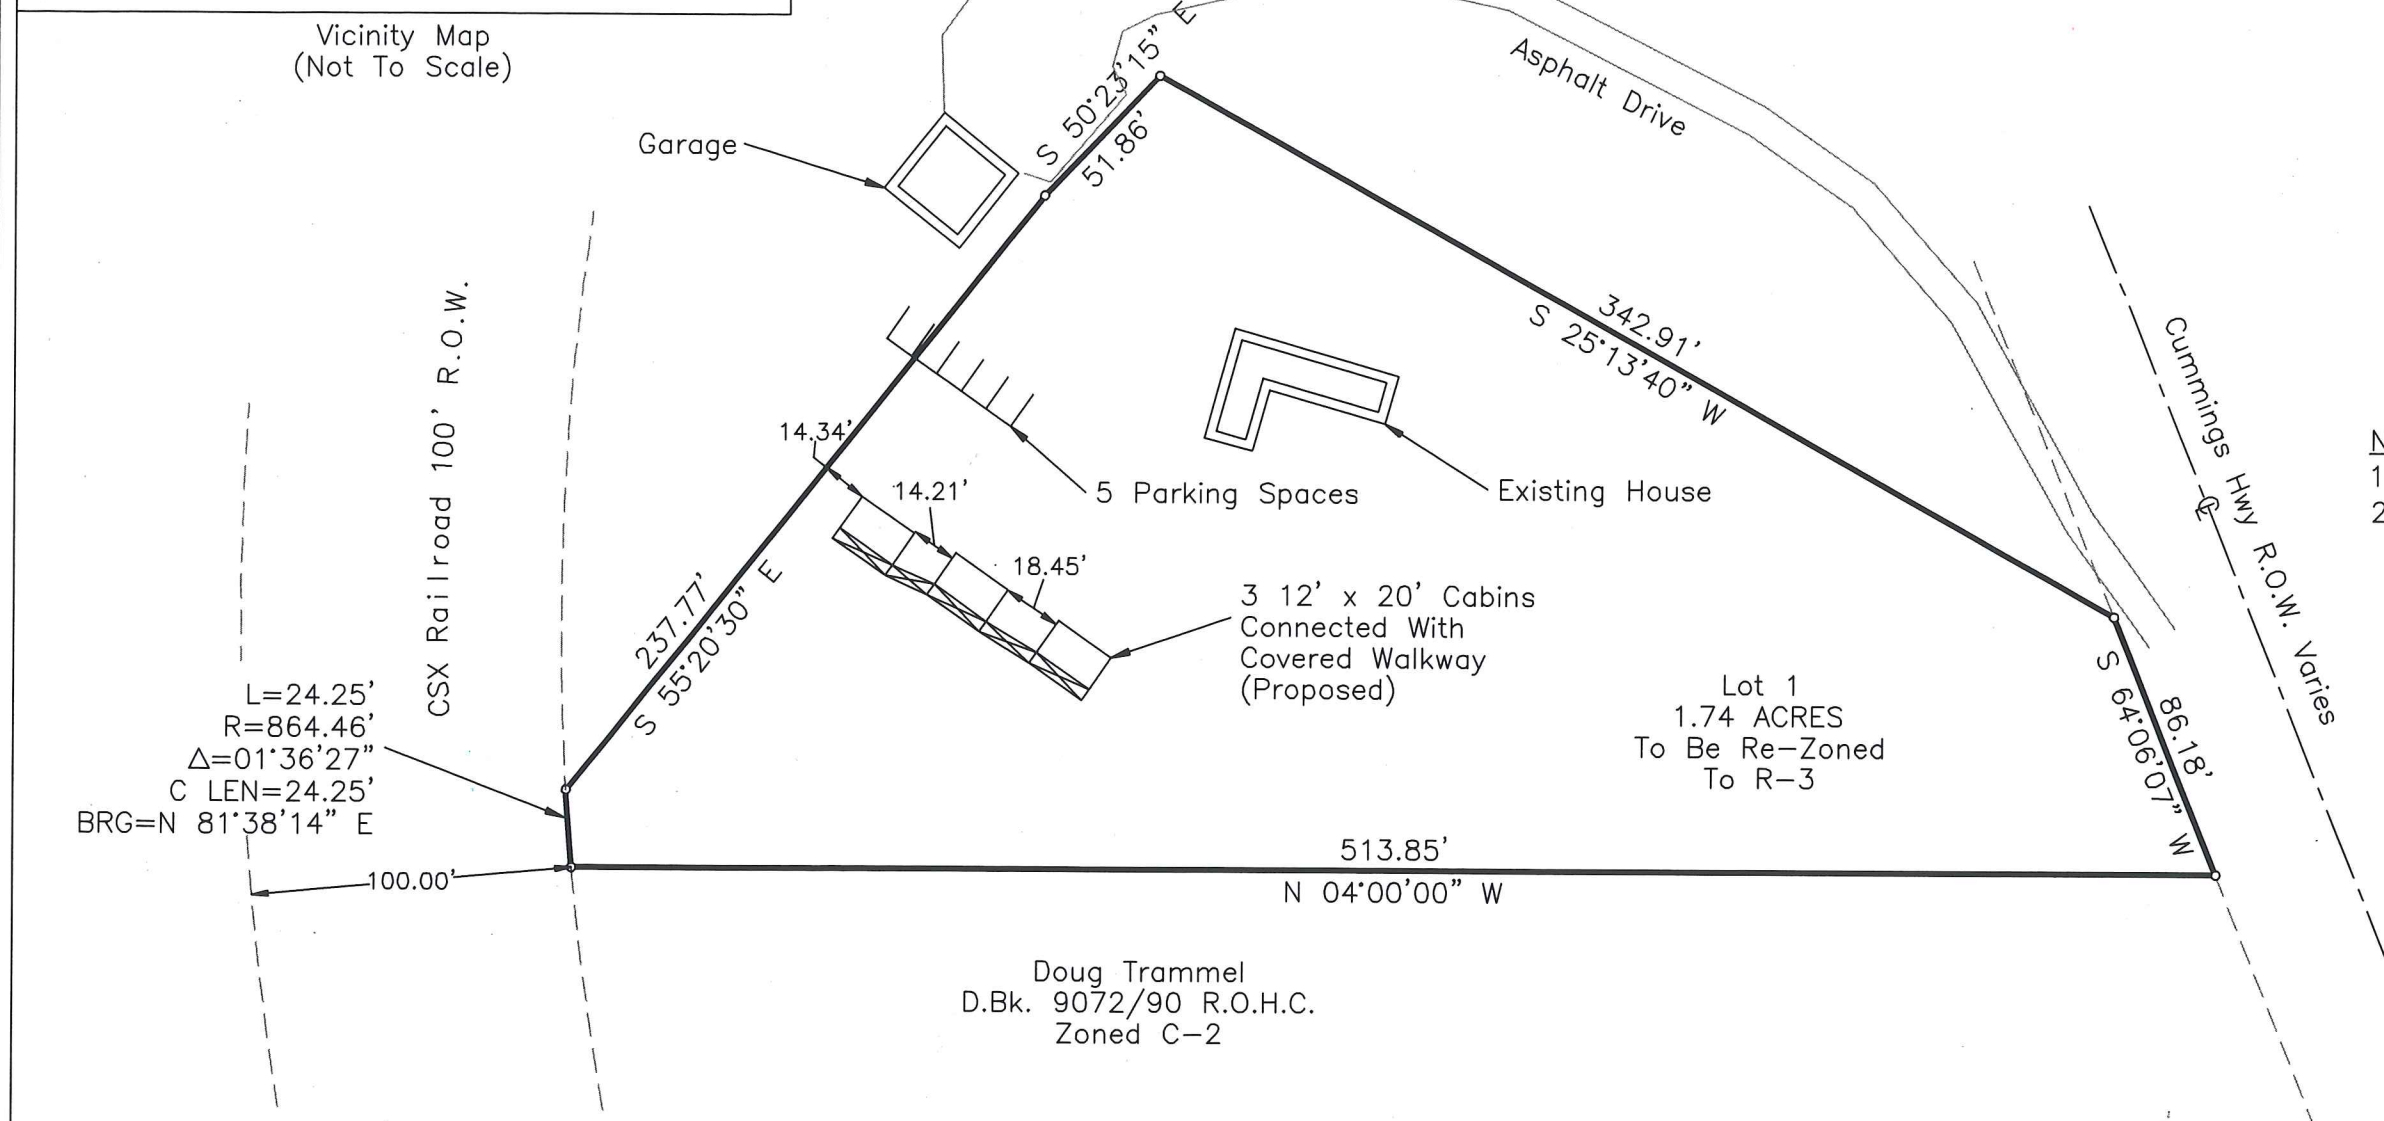 Vicinity Map
(Not To Scale)
Garage
S 50°23'15" E
51.86'
Asphalt Drive
342.91'
S 25°13'40" W
CSX Railroad 100' R.O.W.
Cummings Hwy R.O.W. Varies
14.34'
14.21'
18.45'
5 Parking Spaces
Existing House
3 12' x 20' Cabins
Connected With
Covered Walkway
(Proposed)
237.77'
S 55°20'30" E
L=24.25'
R=864.46'
Δ=01°36'27"
C LEN=24.25'
BRG=N 81°38'14" E
100.00'
Lot 1
1.74 ACRES
To Be Re-Zoned
To R-3
86.18'
S 64°06'07" W
513.85'
N 04°00'00" W
Doug Trammel
D.Bk. 9072/90 R.O.H.C.
Zoned C-2
N
1
2